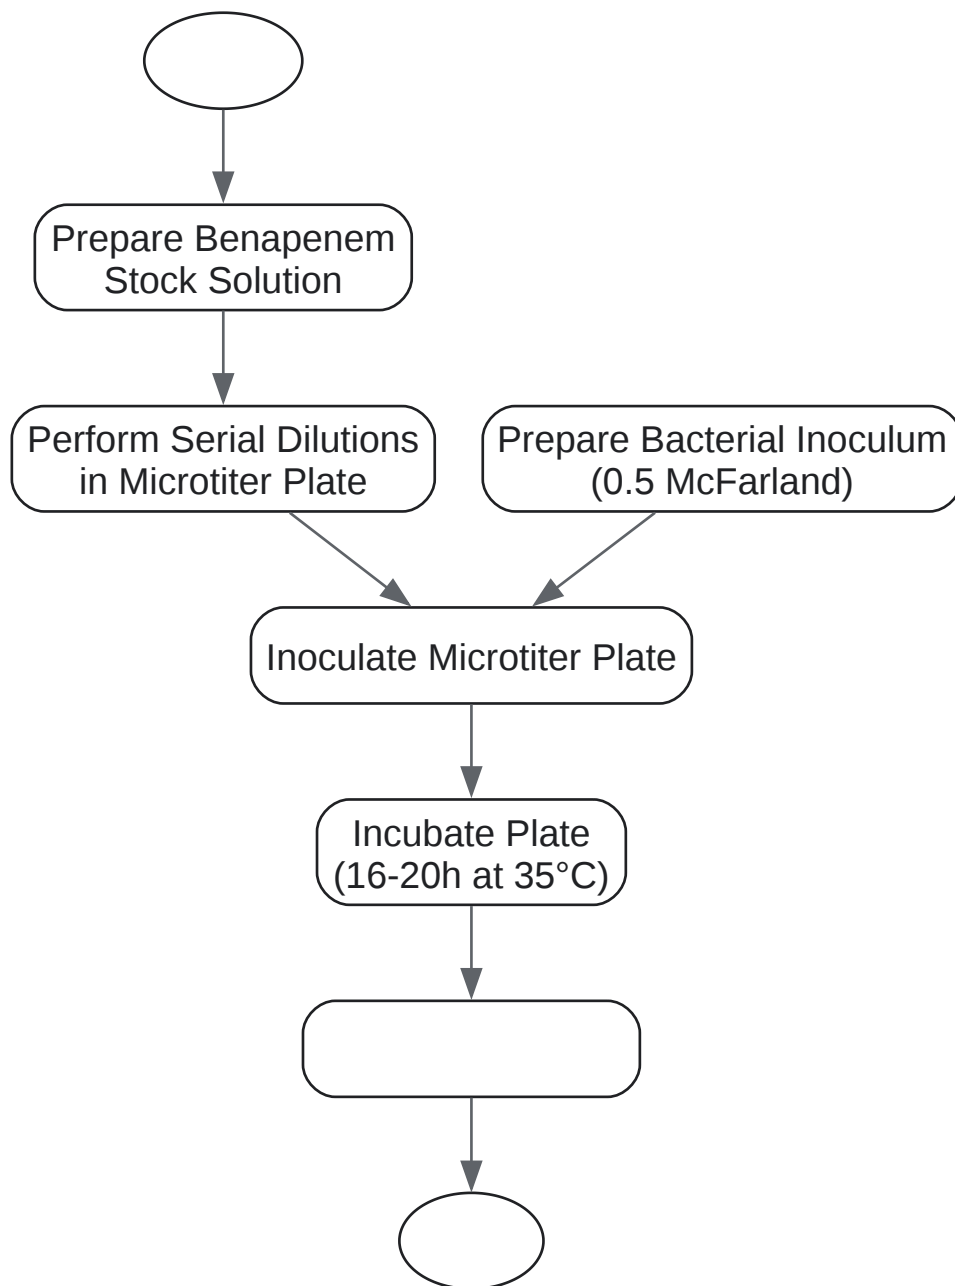 Prepare Benapenem
Stock Solution
Perform Serial Dilutions
in Microtiter Plate
Prepare Bacterial Inoculum
(0.5 McFarland)
Inoculate Microtiter Plate
Incubate Plate
(16-20h at 35°C)